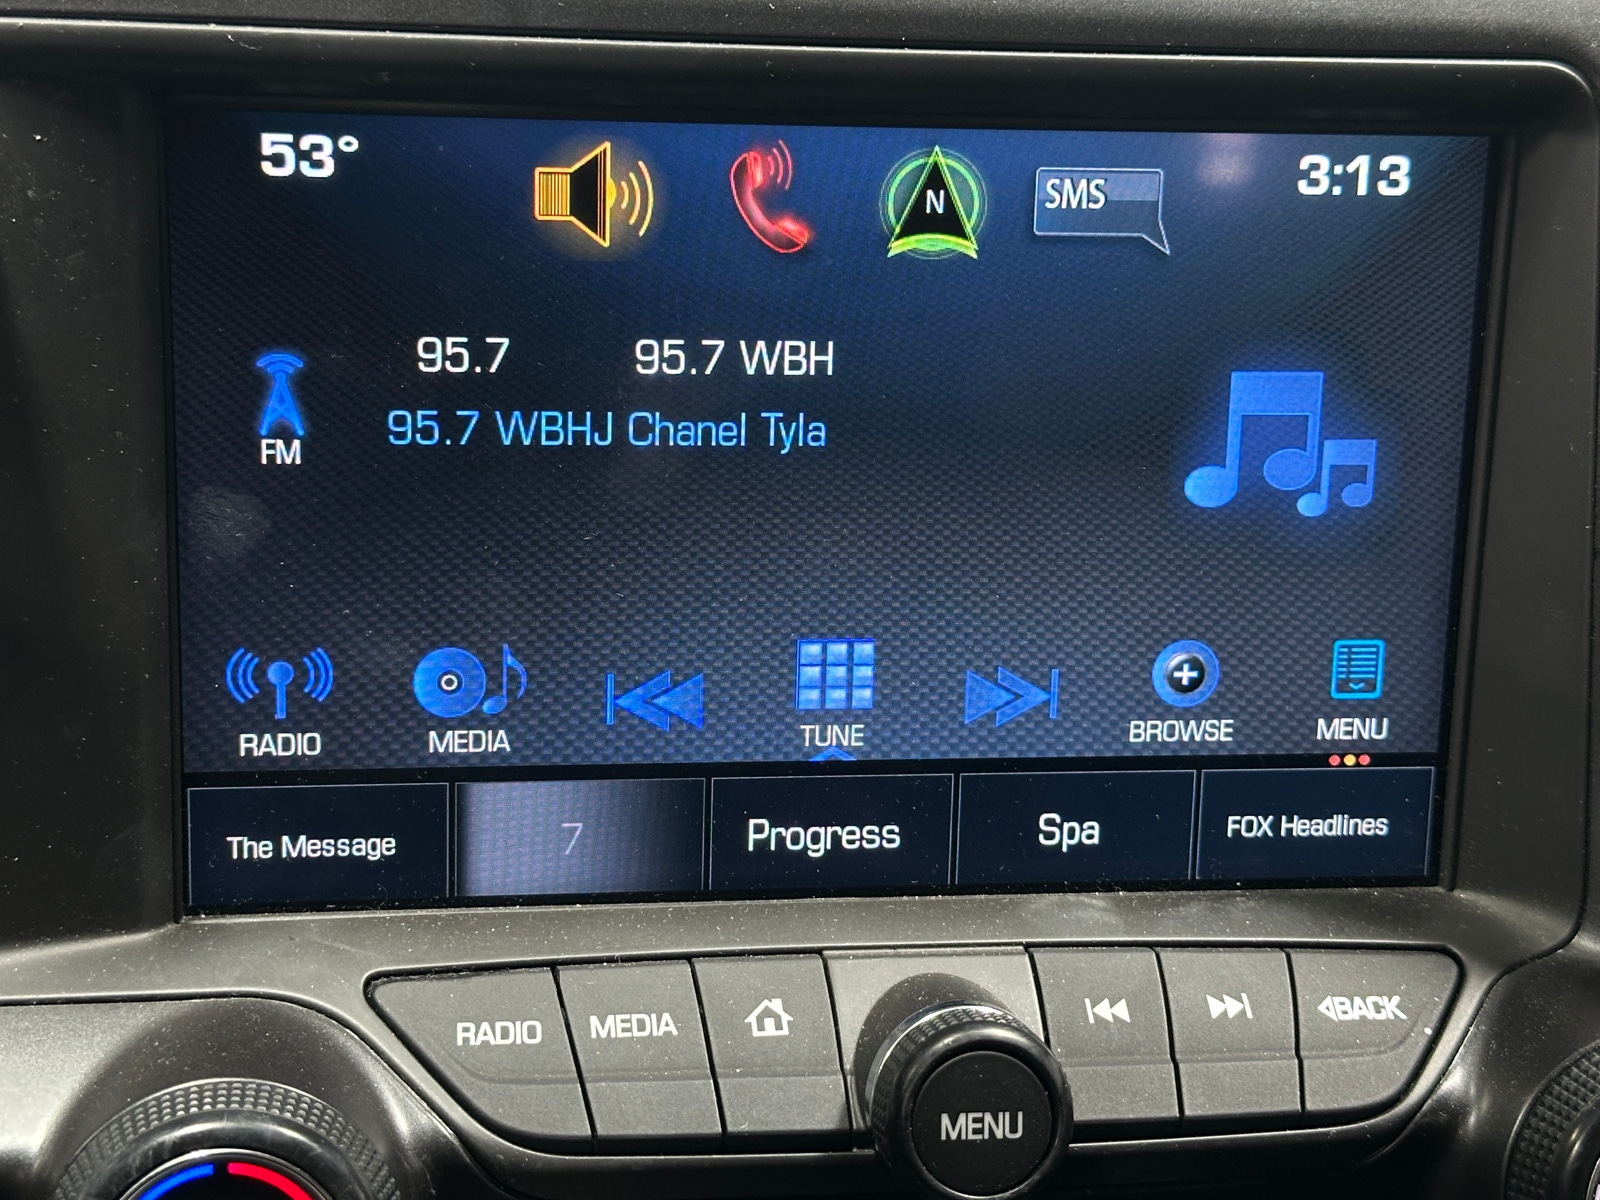 53°
N
SMS
3:13
95.7 95.7 WBH
95.7 WBHJ Chanel Tyla
FM
RADIO MEDIA TUNE BROWSE MENU
The Message 7 Progress Spa FOX Headlines
RADIO MEDIA BACK
MENU